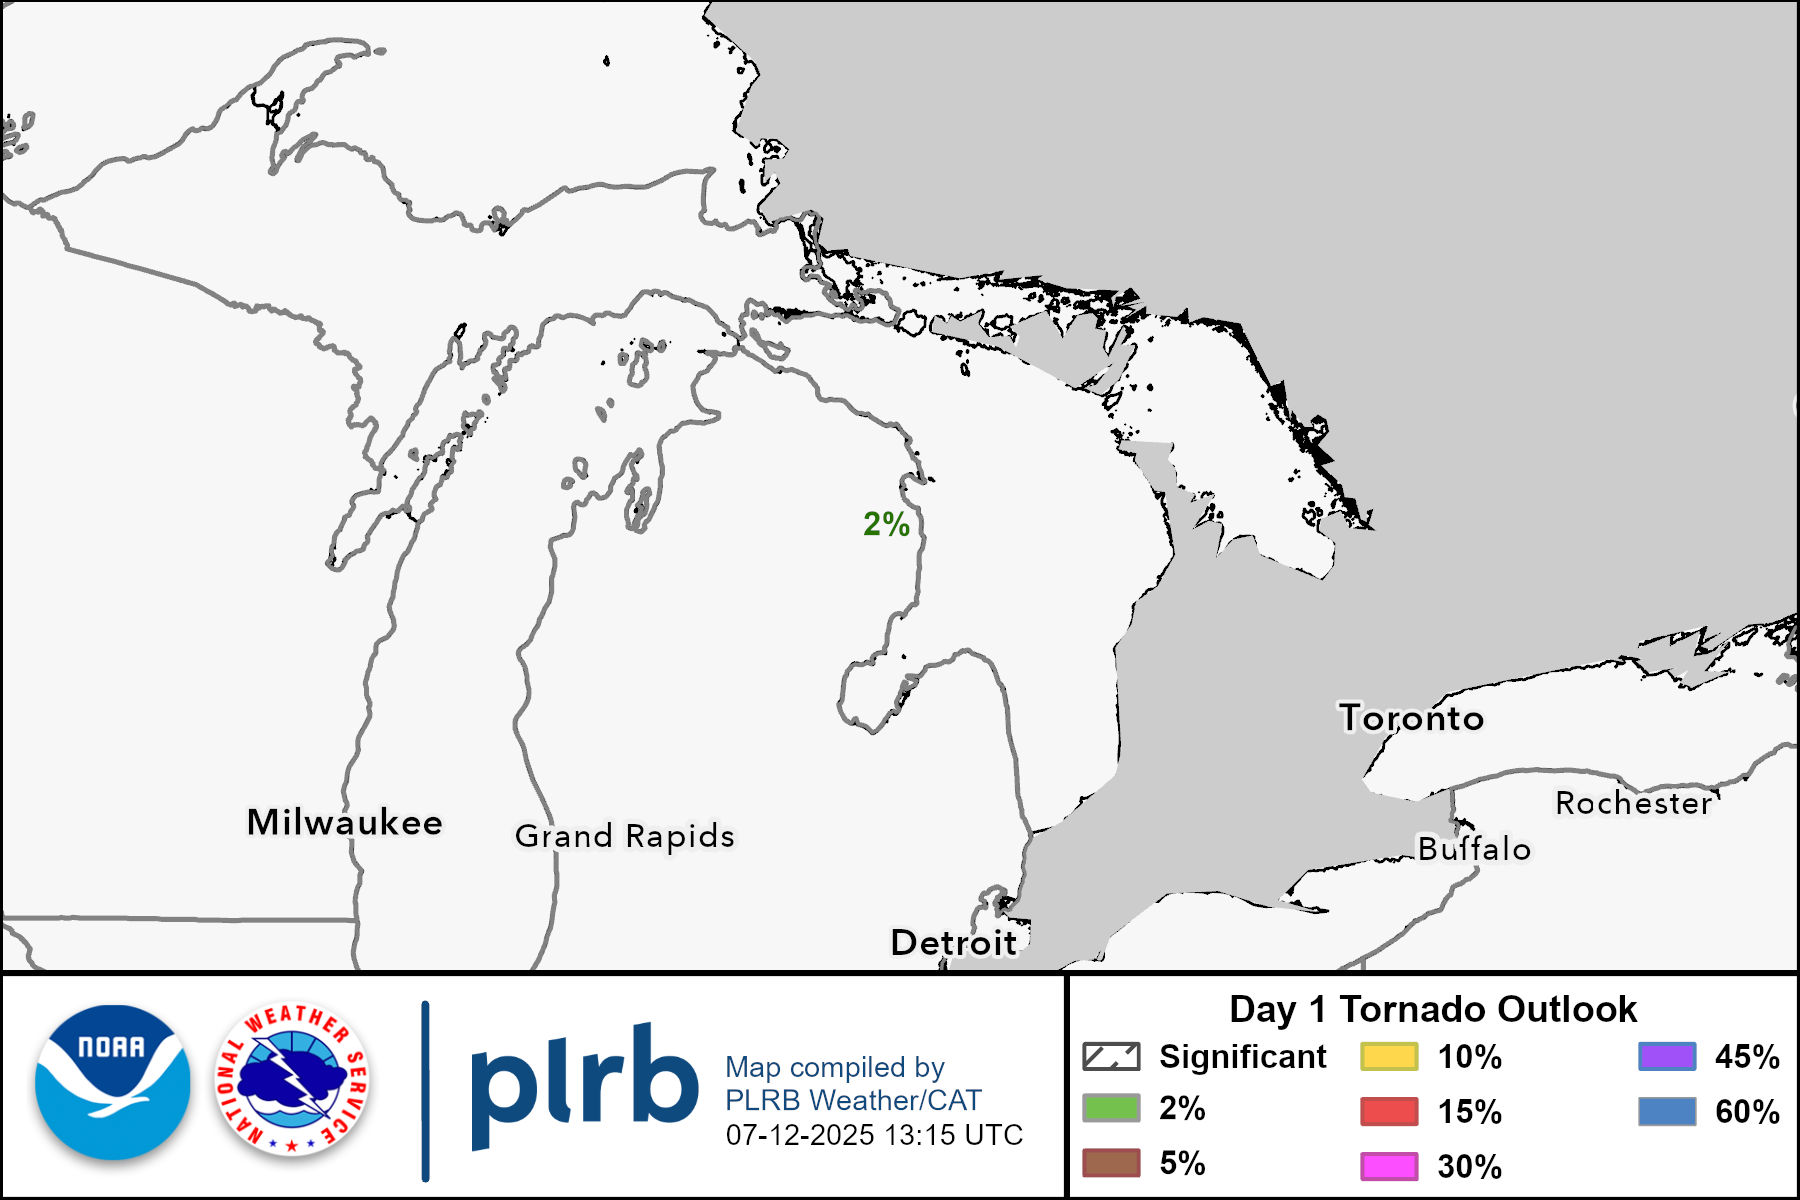 2%
Toronto
Rochester
Milwaukee
Grand Rapids
Buffalo
Detroit
NOAA
NATIONAL WEATHER SERVICE
plrb
Map compiled by
PLRB Weather/CAT
07-12-2025 13:15 UTC
Day 1 Tornado Outlook
Significant
2%
5%
10%
15%
30%
45%
60%